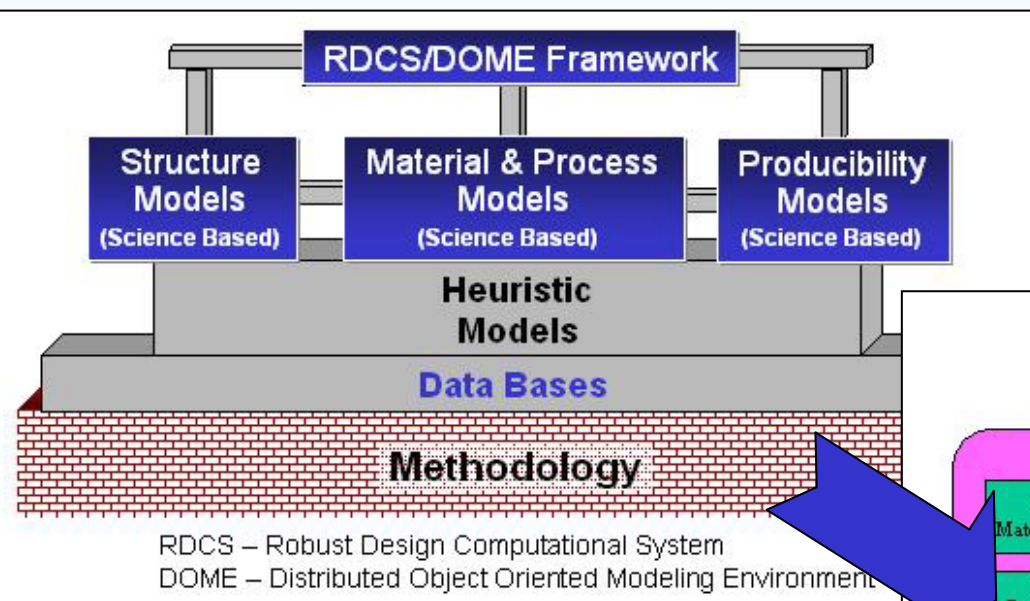 RDCS/DOME Framework
Structure
Models
(Science Based)
Material & Process
Models
(Science Based)
Producibility
Models
(Science Based)
Heuristic
Models
Data Bases
Methodology
RDCS – Robust Design Computational System
DOME – Distributed Object Oriented Modeling Environment